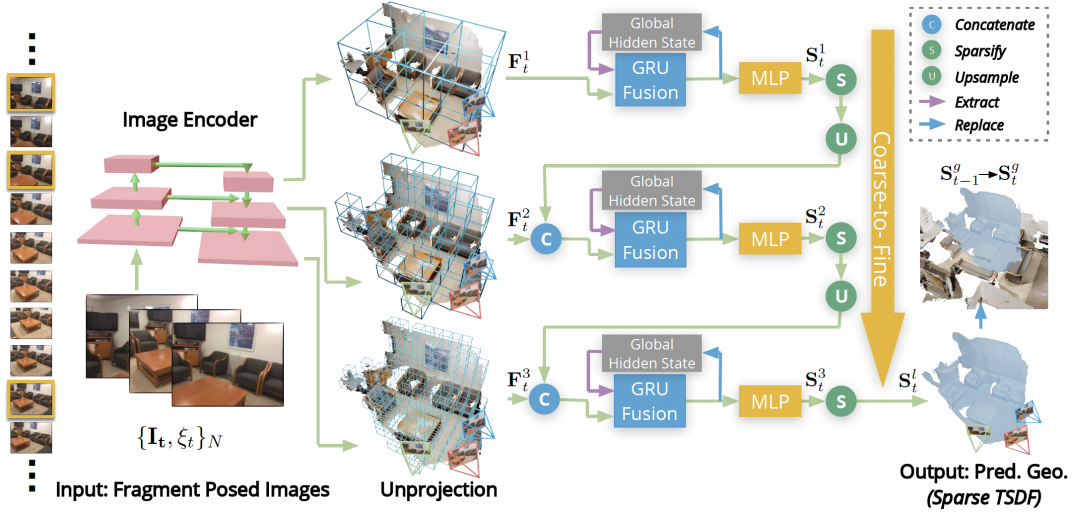 Image Encoder
{I_t, ξ_t}_N
Input: Fragment Posed Images
Unprojection
F_t^1
Global
Hidden State
GRU
Fusion
MLP
S_t^1
S
U
F_t^2
C
Global
Hidden State
GRU
Fusion
MLP
S_t^2
S
U
F_t^3
C
Global
Hidden State
GRU
Fusion
MLP
S_t^3
S
Coarse-to- Fine
C Concatenate
S Sparsify
U Upsample
Extract
Replace
S_{t-1}^g → S_t^g
S_t^l
Output: Pred. Geo.
(Sparse TSDF)